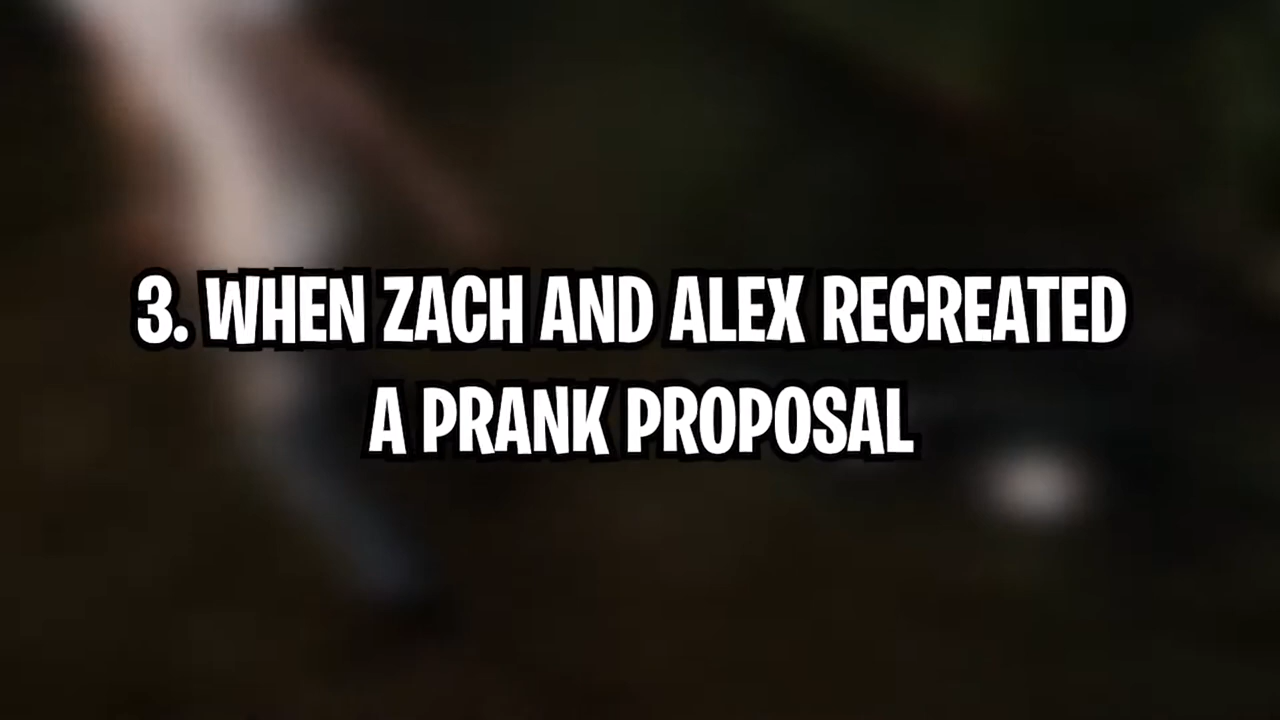 3. WHEN ZACH AND ALEX RECREATED
A PRANK PROPOSAL